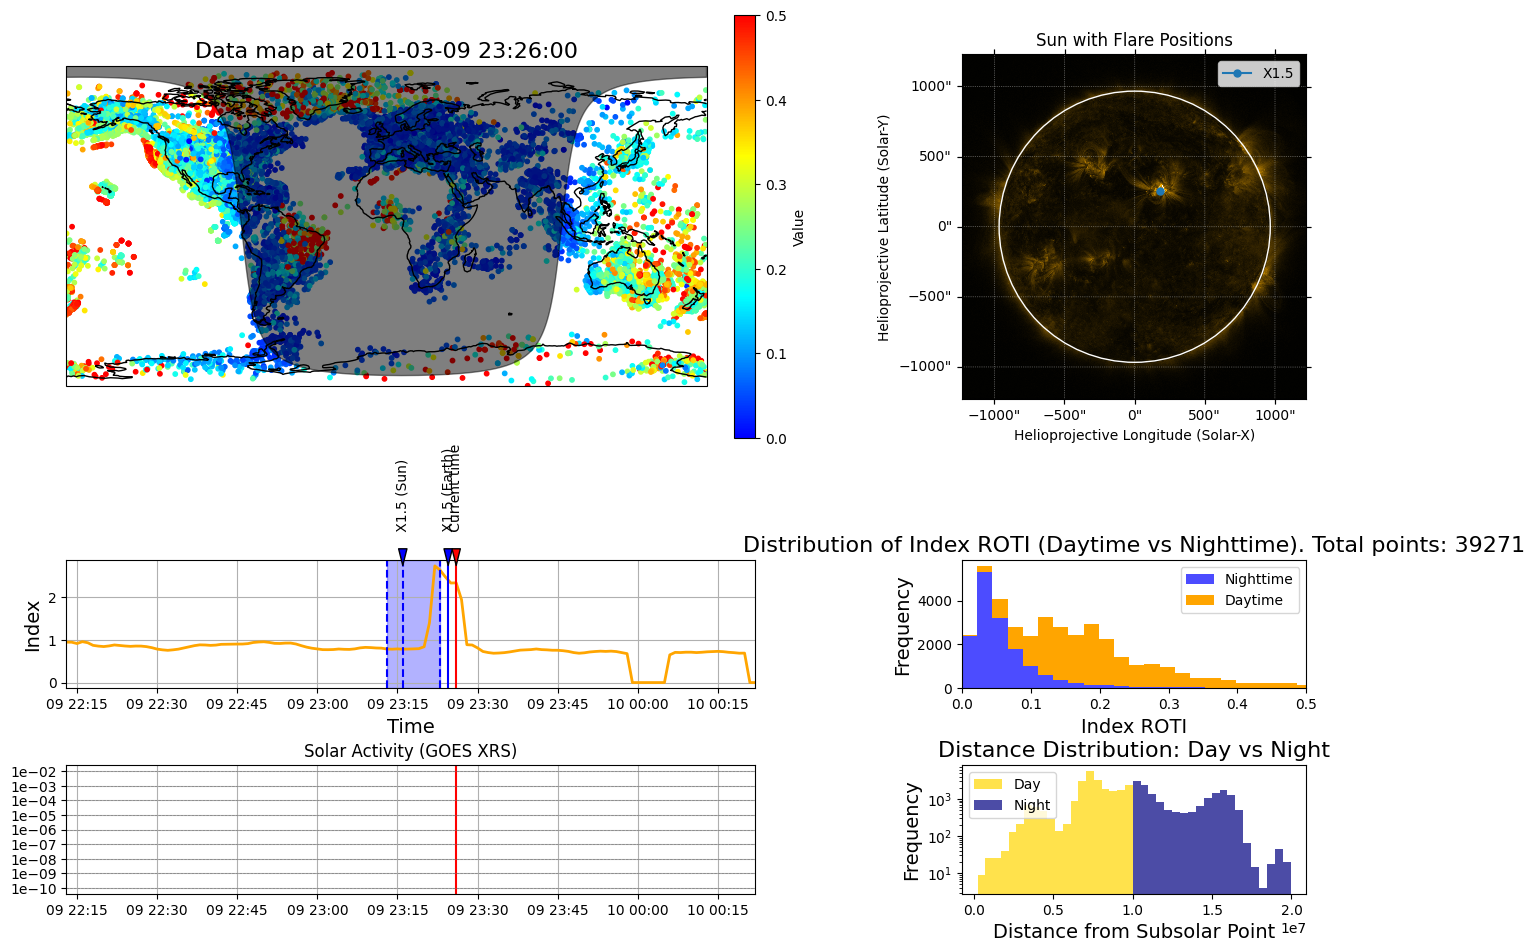 Data map at 2011-03-09 23:26:00
0.5
0.4
0.3
0.2
0.1
0.0
Value
Sun with Flare Positions
X1.5
1000"
500"
0"
−500"
−1000"
Helioprojective Latitude (Solar-Y)
−1000" −500" 0" 500" 1000"
Helioprojective Longitude (Solar-X)
X1.5 (Sun)
X1.5 (Earth)
Current time
2
1
0
Index
09 22:15 09 22:30 09 22:45 09 23:00 09 23:15 09 23:30 09 23:45 10 00:00 10 00:15
Time
Distribution of Index ROTI (Daytime vs Nighttime). Total points: 39271
Nighttime
Daytime
4000
2000
0
Frequency
0.0 0.1 0.2 0.3 0.4 0.5
Index ROTI
Solar Activity (GOES XRS)
1e−02
1e−03
1e−04
1e−05
1e−06
1e−07
1e−08
1e−09
1e−10
09 22:15 09 22:30 09 22:45 09 23:00 09 23:15 09 23:30 09 23:45 10 00:00 10 00:15
Distance Distribution: Day vs Night
Day
Night
10³
10²
10¹
Frequency
0.0 0.5 1.0 1.5 2.0
1e7
Distance from Subsolar Point